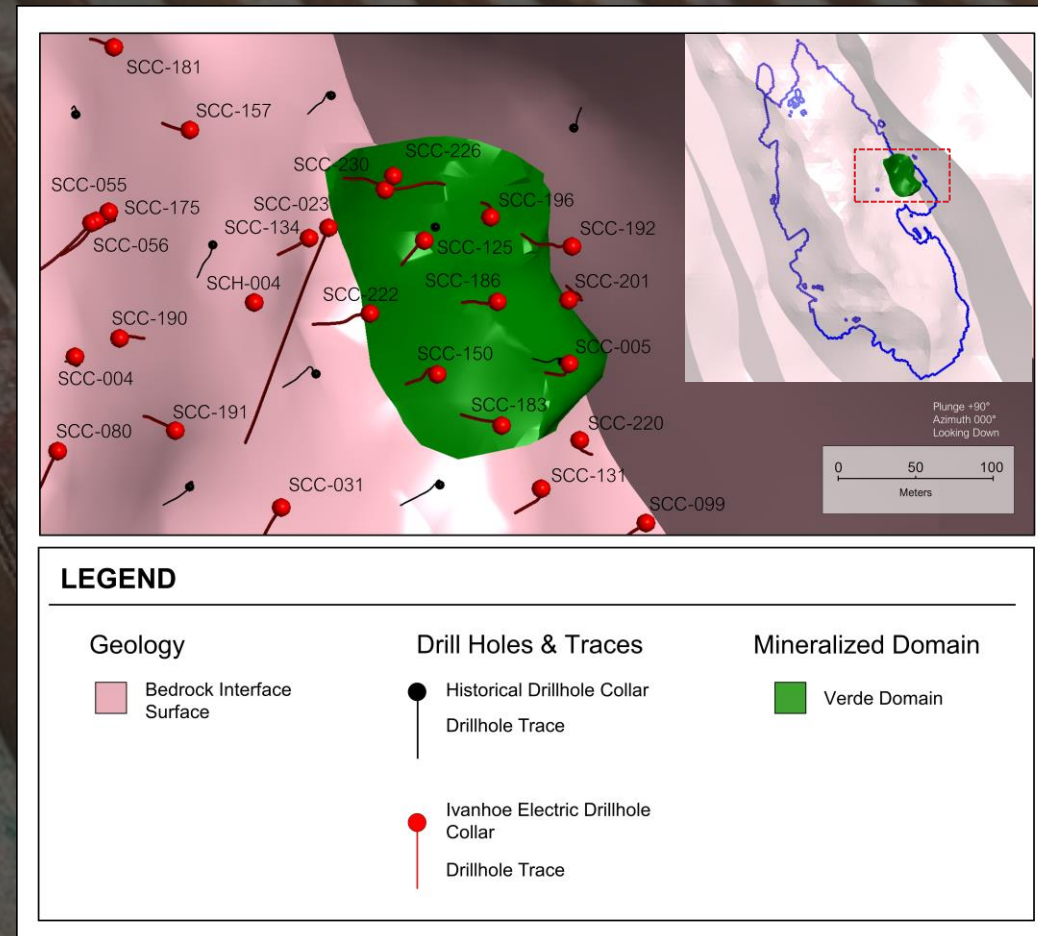 SCC-181
SCC-157
SCC-226
SCC-230
SCC-055
SCC-175
SCC-023
SCC-196
SCC-056
SCC-134
SCC-125
SCC-192
SCH-004
SCC-186
SCC-201
SCC-222
SCC-190
SCC-150
SCC-005
SCC-004
SCC-191
SCC-183
SCC-080
SCC-220
SCC-031
SCC-131
SCC-099
Plunge +90°
Azimuth 000°
Looking Down
0 50 100
Meters
LEGEND
Geology
Bedrock Interface
Surface
Drill Holes & Traces
Historical Drillhole Collar
Drillhole Trace
Ivanhoe Electric Drillhole
Collar
Drillhole Trace
Mineralized Domain
Verde Domain